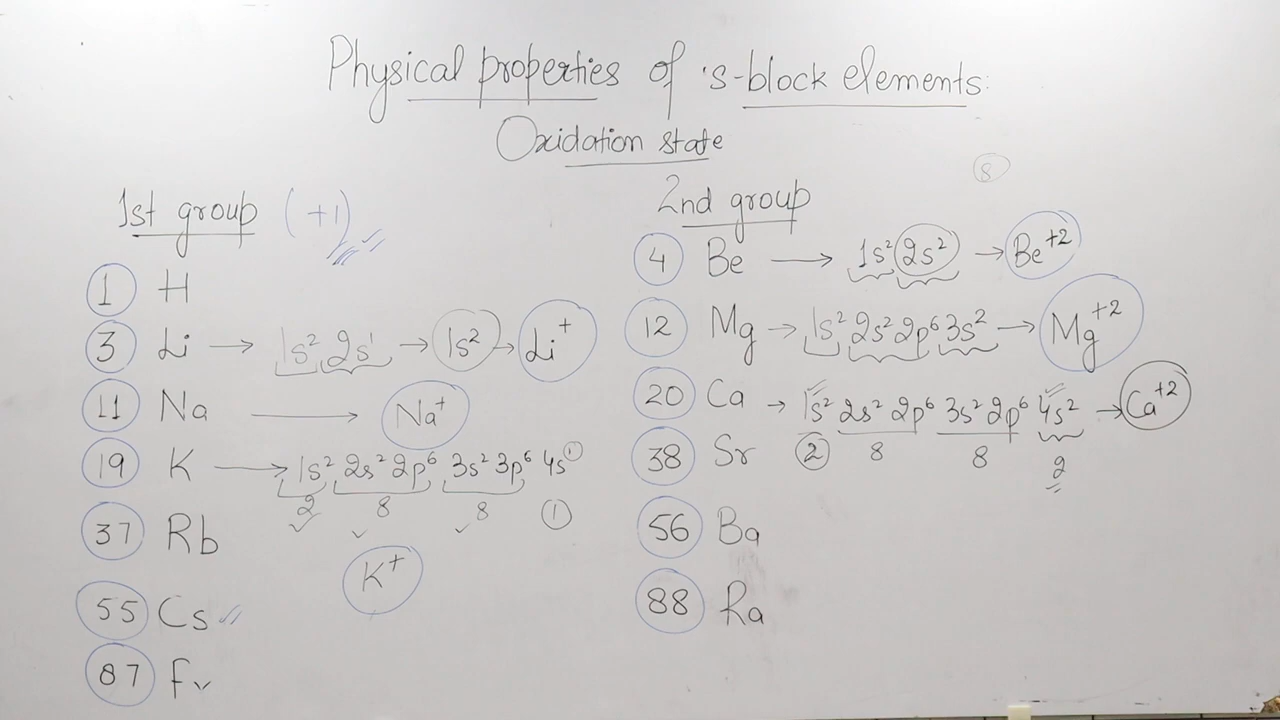 Physical properties of s-block elements:
Oxidation state
8
1st group (+1)
1 H
3 Li → 1s² 2s¹ → 1s² → Li⁺
11 Na → Na⁺
19 K → 1s² 2s² 2p⁶ 3s² 3p⁶ 4s¹
2 8 8 1
K⁺
37 Rb
55 Cs
87 Fr
2nd group
4 Be → 1s² 2s² → Be⁺²
12 Mg → 1s² 2s² 2p⁶ 3s² → Mg⁺²
20 Ca → 1s² 2s² 2p⁶ 3s² 2p⁶ 4s² → Ca⁺²
2 8 8 2
38 Sr
56 Ba
88 Ra